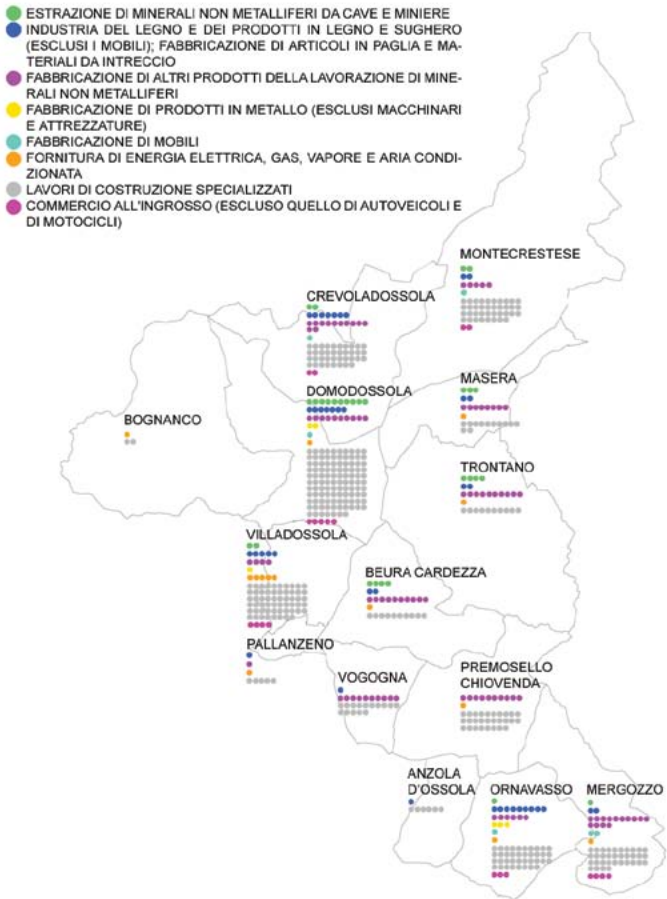 ESTRAZIONE DI MINERALI NON METALLIFERI DA CAVE E MINIERE
INDUSTRIA DEL LEGNO E DEI PRODOTTI IN LEGNO E SUGHERO
(ESCLUSI I MOBILI); FABBRICAZIONE DI ARTICOLI IN PAGLIA E MA-
TERIALI DA INTRECCIO
FABBRICAZIONE DI ALTRI PRODOTTI DELLA LAVORAZIONE DI MINE-
RALI NON METALLIFERI
FABBRICAZIONE DI PRODOTTI IN METALLO (ESCLUSI MACCHINARI
E ATTREZZATURE)
FABBRICAZIONE DI MOBILI
FORNITURA DI ENERGIA ELETTRICA, GAS, VAPORE E ARIA CONDI-
ZIONATA
LAVORI DI COSTRUZIONE SPECIALIZZATI
COMMERCIO ALL'INGROSSO (ESCLUSO QUELLO DI AUTOVEICOLI E
DI MOTOCICLI)
MONTECRESTESE
CREVOLADOSSOLA
MASERA
DOMODOSSOLA
BOGNANCO
TRONTANO
VILLADOSSOLA
BEURA CARDEZZA
PALLANZENO
VOGOGNA
PREMOSELLO
CHIOVENDA
ANZOLA
D'OSSOLA
ORNAVASSO
MERGOZZO